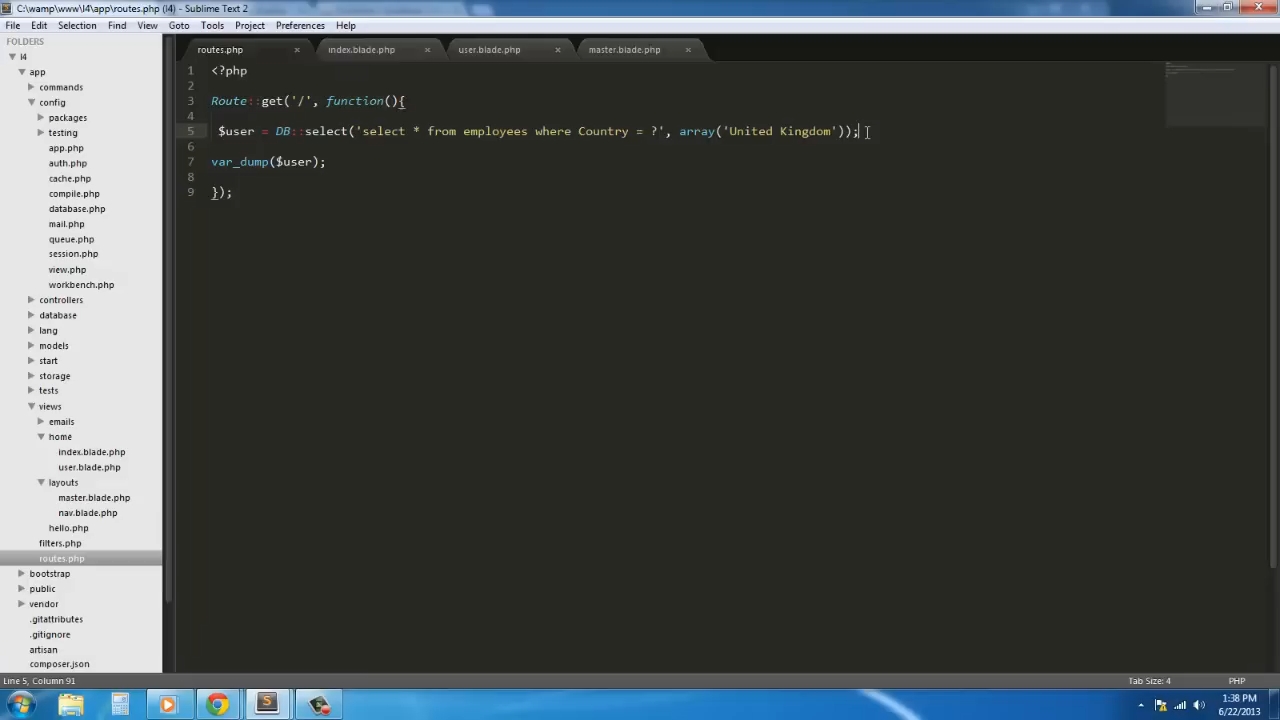 C:\wamp\www\l4\app\routes.php (l4) - Sublime Text 2
File Edit Selection Find View Goto Tools Project Preferences Help
FOLDERS
l4
app
commands
config
packages
testing
app.php
auth.php
cache.php
compile.php
database.php
mail.php
queue.php
session.php
view.php
workbench.php
controllers
database
lang
models
start
storage
tests
views
emails
home
index.blade.php
user.blade.php
layouts
master.blade.php
nav.blade.php
hello.php
filters.php
routes.php
bootstrap
public
vendor
.gitattributes
.gitignore
artisan
composer.json
routes.php index.blade.php user.blade.php master.blade.php
1 <?php
2
3 Route::get('/', function(){
4
5 $user = DB::select('select * from employees where Country = ?', array('United Kingdom'));
6
7 var_dump($user);
8
9 });
Line 5, Column 91 Tab Size: 4 PHP
1:38 PM
6/22/2013